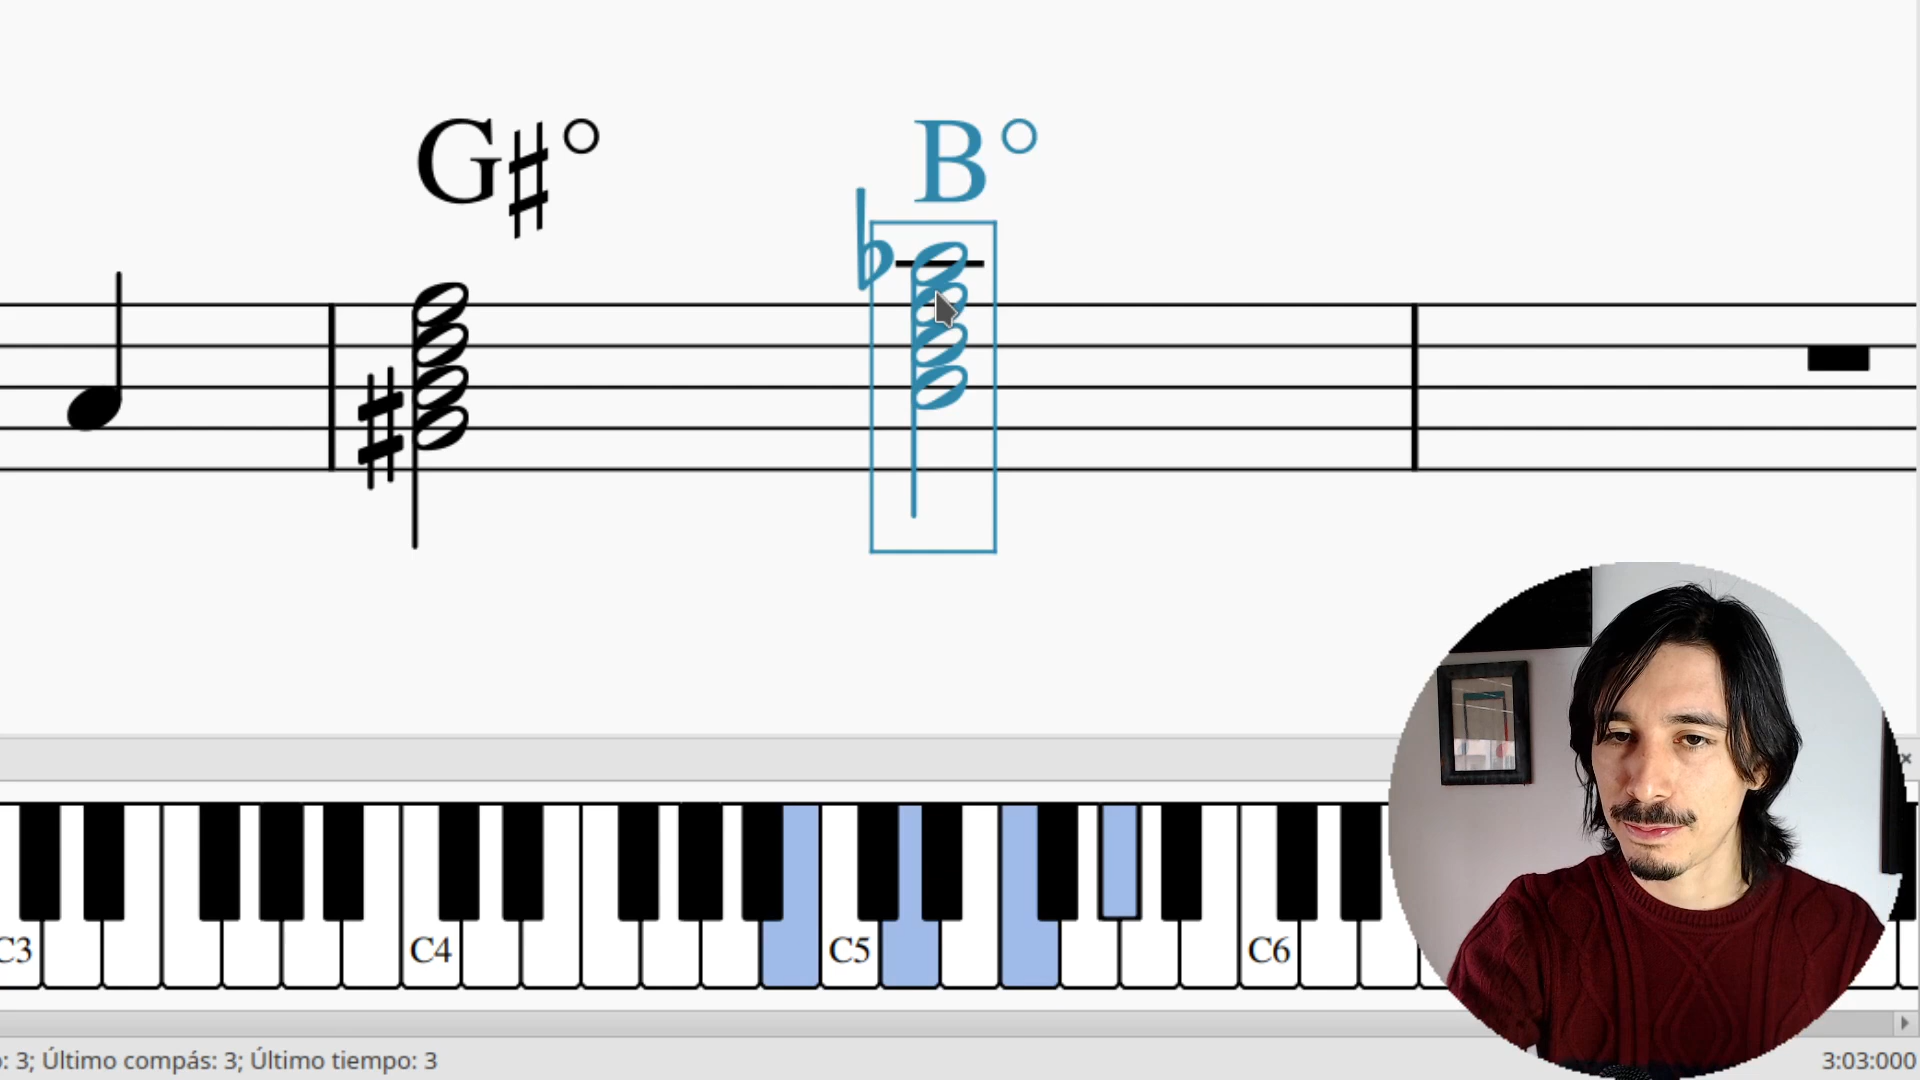 G♯° B°
C3 C4 C5 C6
: 3; Último compás: 3; Último tiempo: 3 3:03:000